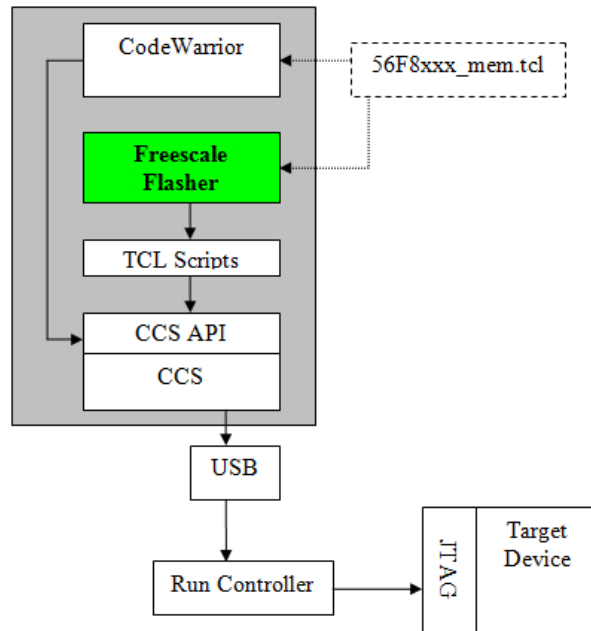 CodeWarrior
56F8xxx_mem.tcl
Freescale
Flasher
TCL Scripts
CCS API
CCS
USB
Run Controller
JTAG
Target
Device